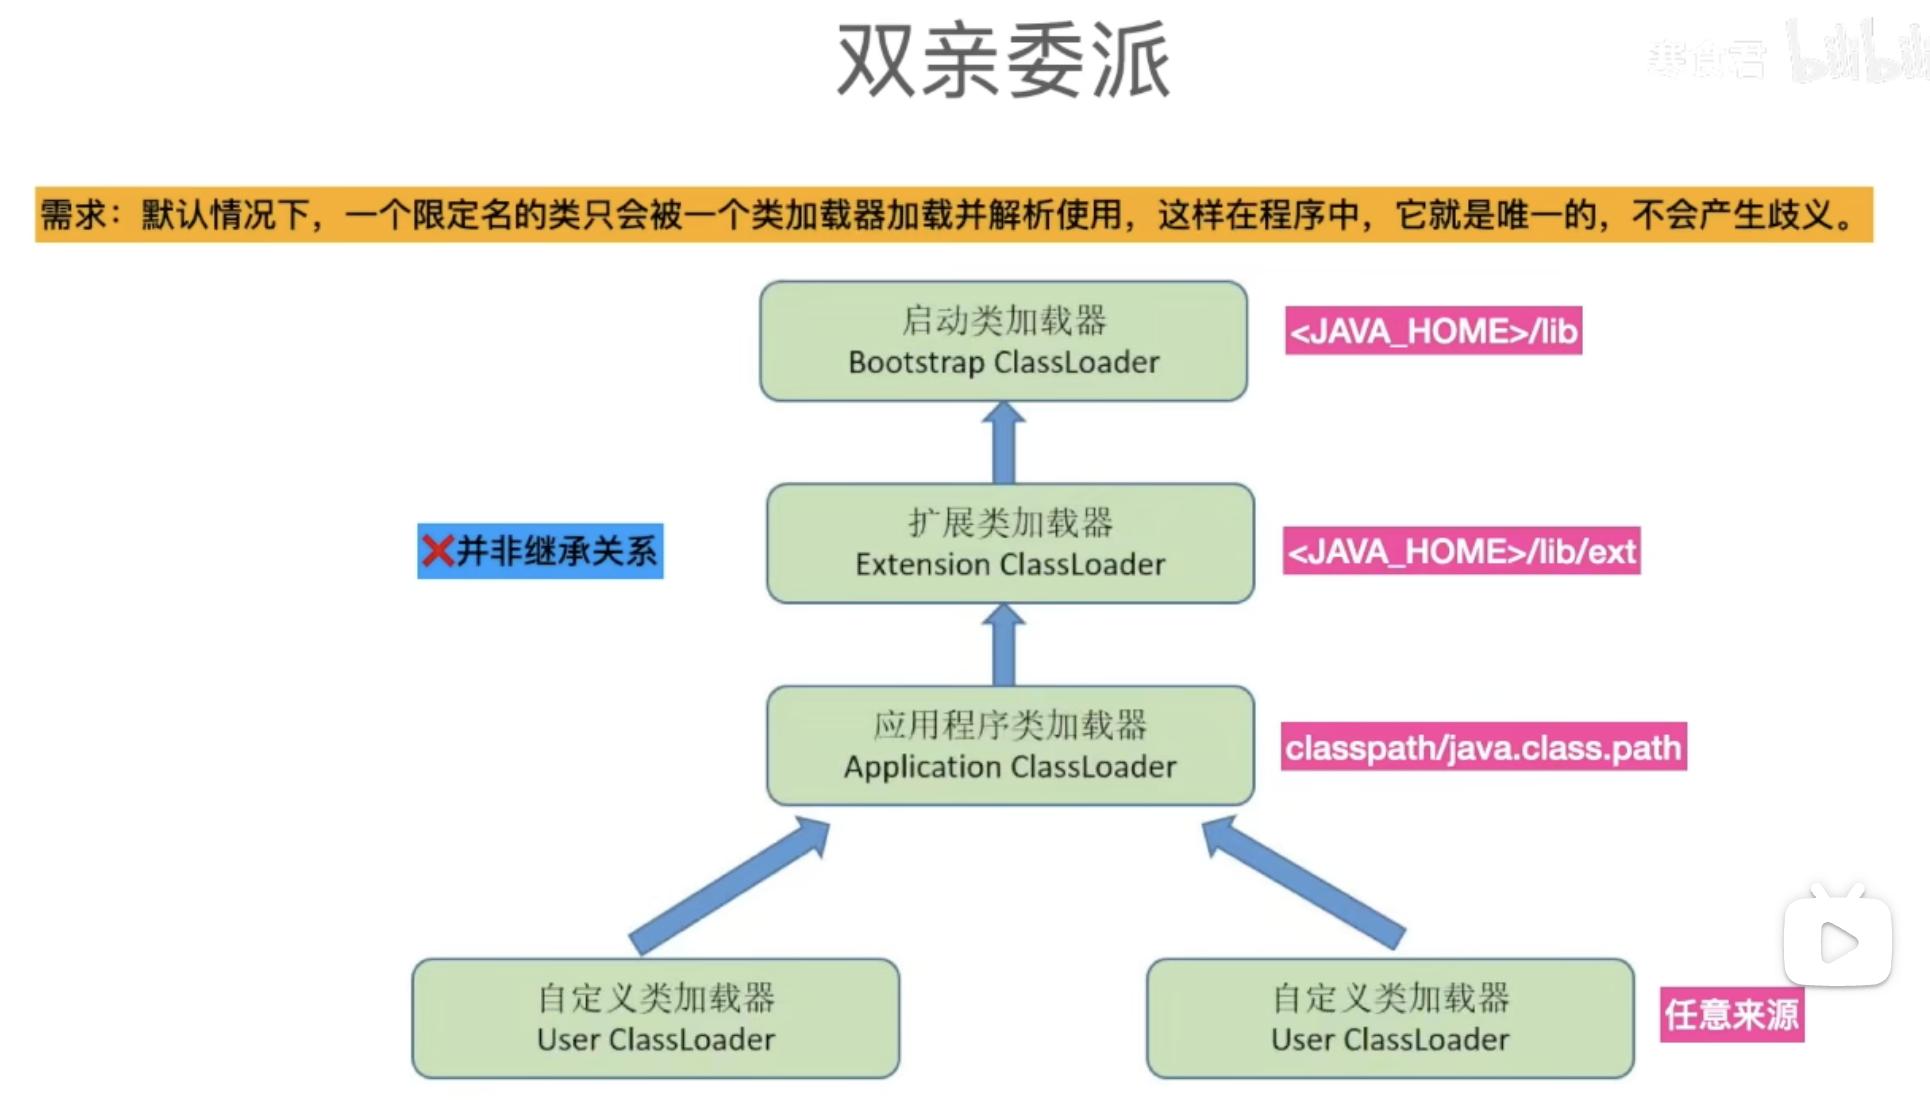 双亲委派
寒食君 bilibili
需求：默认情况下，一个限定名的类只会被一个类加载器加载并解析使用，这样在程序中，它就是唯一的，不会产生歧义。
启动类加载器
Bootstrap ClassLoader
<JAVA_HOME>/lib
❌并非继承关系
扩展类加载器
Extension ClassLoader
<JAVA_HOME>/lib/ext
应用程序类加载器
Application ClassLoader
classpath/java.class.path
自定义类加载器
User ClassLoader
自定义类加载器
User ClassLoader
任意来源